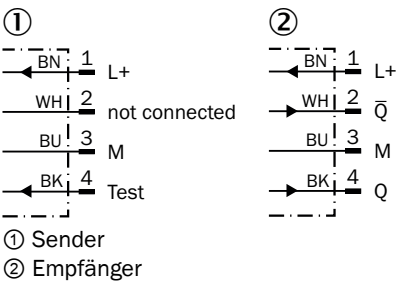 ① ②
BN 1 L+ BN 1 L+
WH 2 not connected WH 2 Q̅
BU 3 M BU 3 M
BK 4 Test BK 4 Q
① Sender
② Empfänger